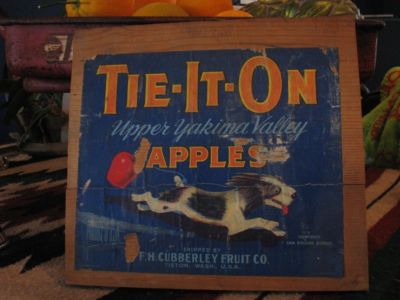 TIE-IT-ON
Upper Yakima Valley
APPLES
SHIPPED BY
F.H. CUBBERLEY FRUIT CO.
TIETON, WASH., U.S.A.